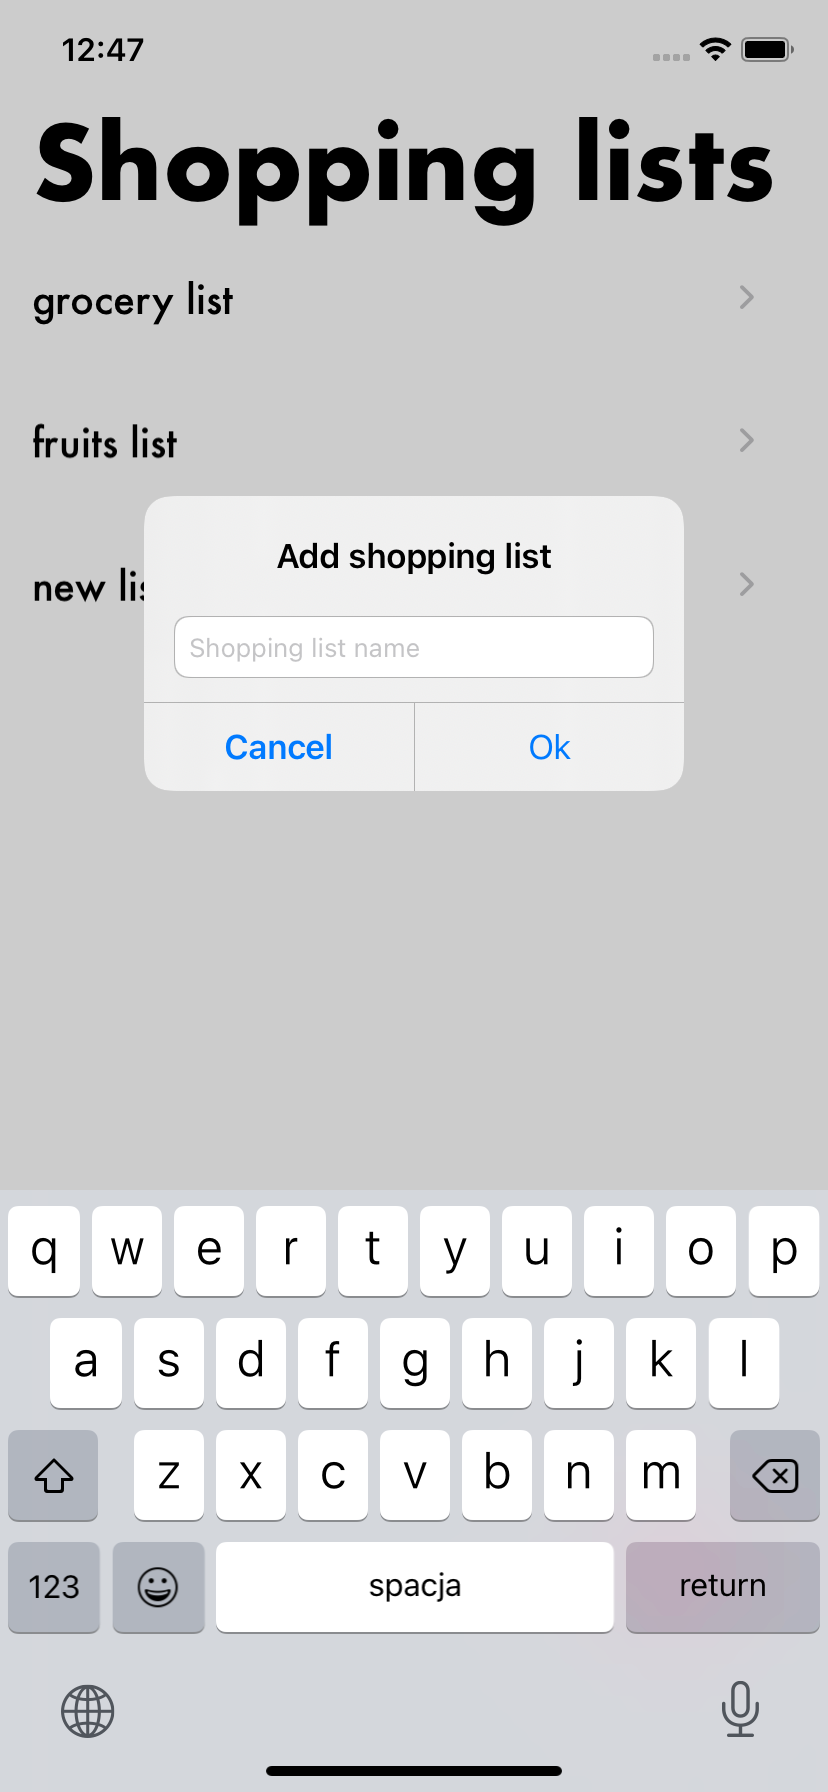 12:47
Shopping lists
grocery list
fruits list
new lis
Add shopping list
Shopping list name
Cancel Ok
q w e r t y u i o p
a s d f g h j k l
z x c v b n m
123 spacja return